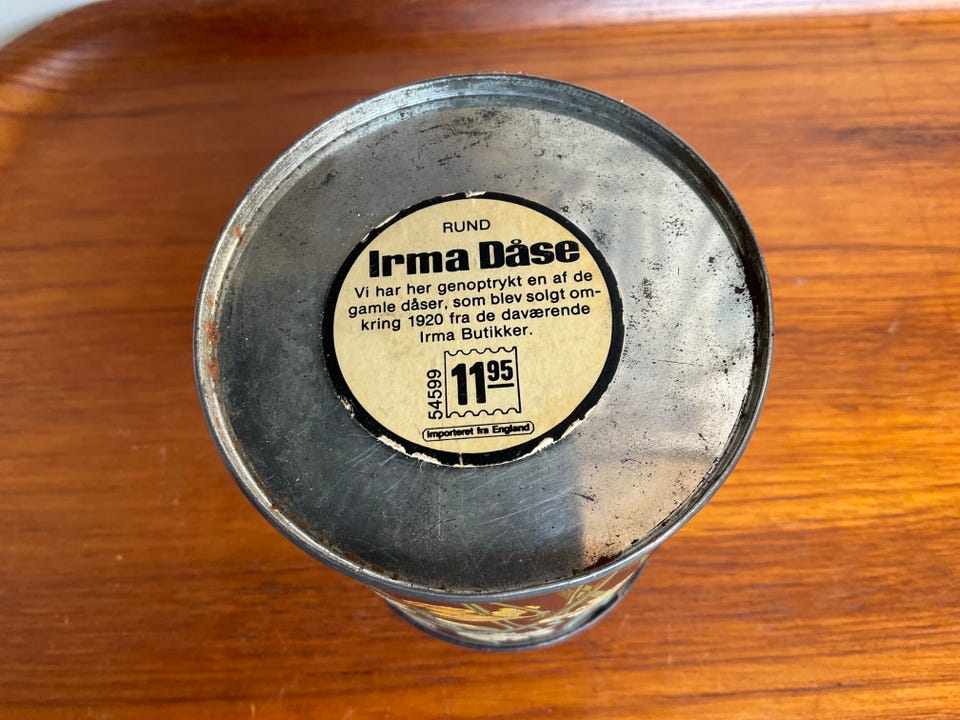 RUND
Irma Dåse
Vi har her genoptrykt en af de
gamle dåser, som blev solgt om-
kring 1920 fra de daværende
Irma Butikker.
54599
11 95
Importeret fra England